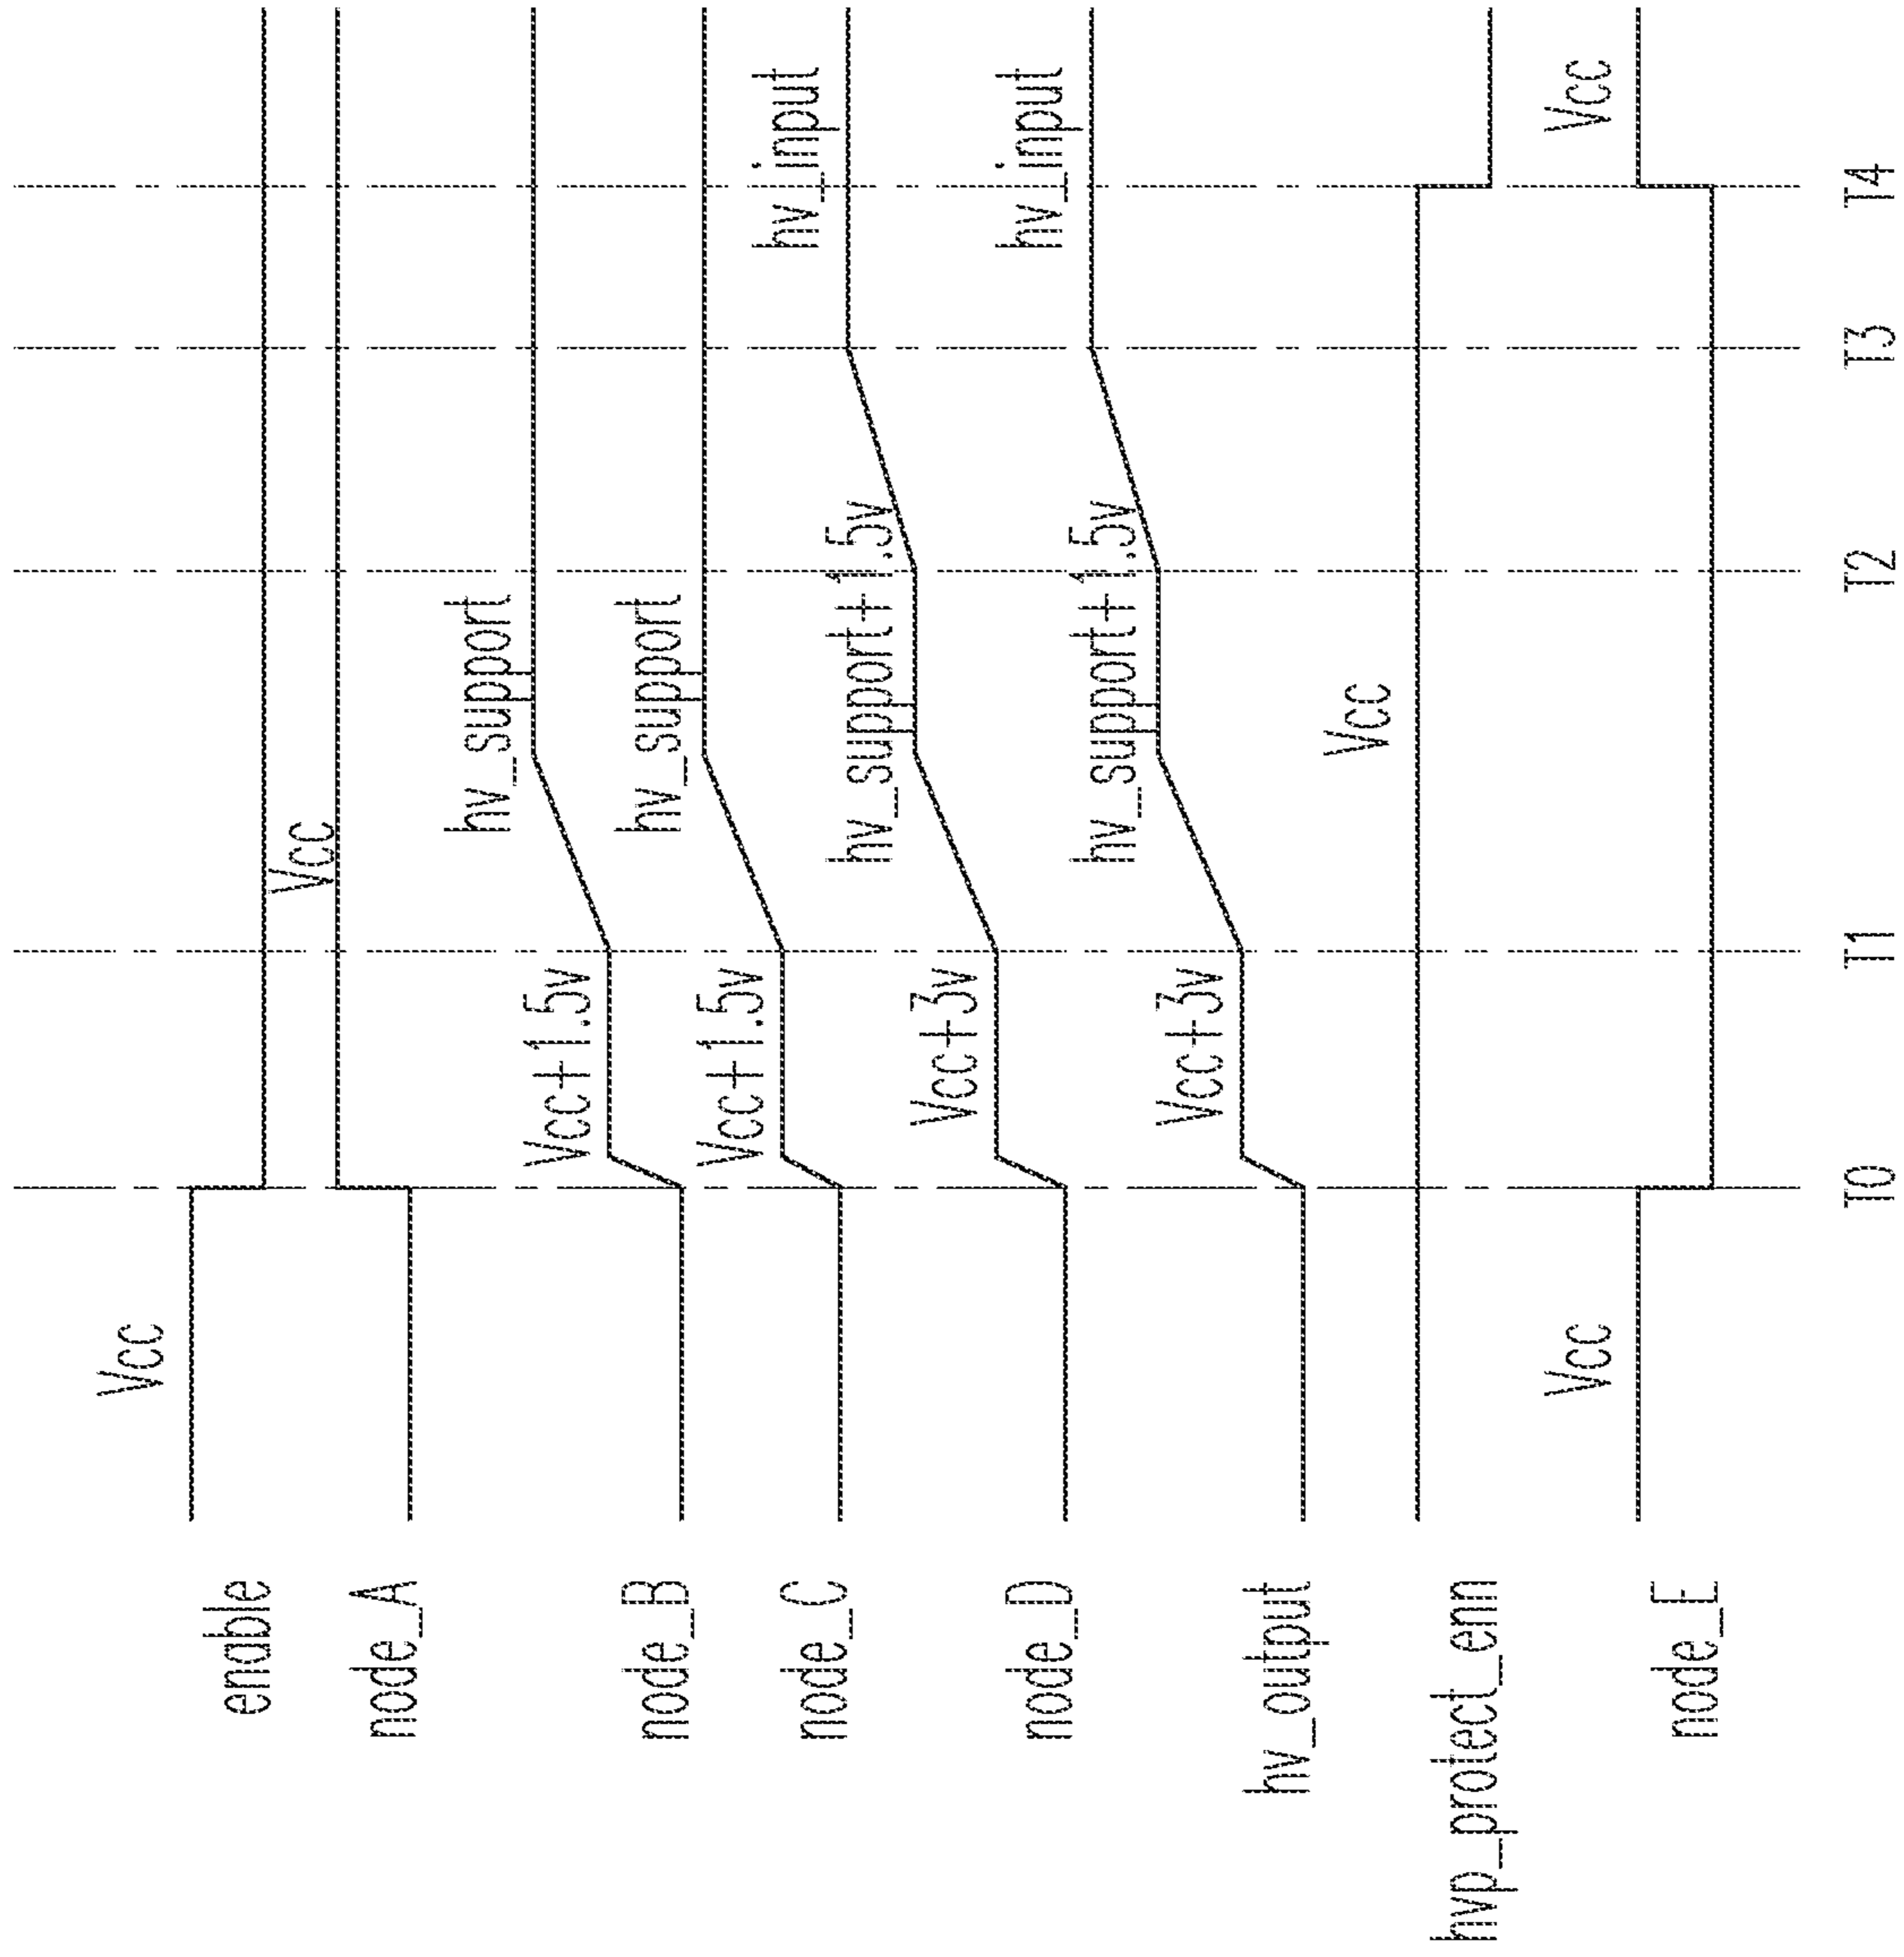 enable
Vcc
node_A
Vcc
node_B
Vcc+1.5v
hv_support
node_C
Vcc+1.5v
hv_support
node_D
Vcc+3v
hv_support+1.5v
hv_input
hv_output
Vcc+3v
hv_support+1.5v
hv_input
hvp_protect_enn
Vcc
node_E
Vcc
Vcc
T0
T1
T2
T3
T4